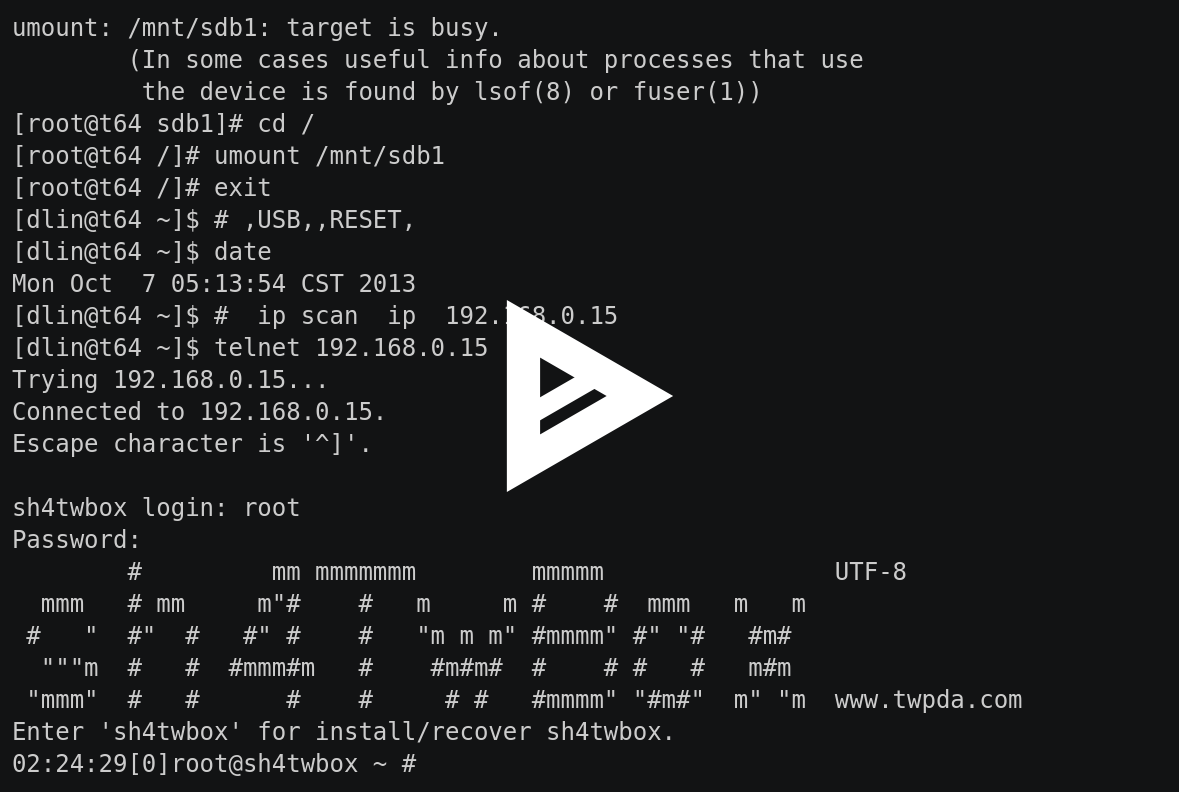 umount: /mnt/sdb1: target is busy.
        (In some cases useful info about processes that use
         the device is found by lsof(8) or fuser(1))
[root@t64 sdb1]# cd /
[root@t64 /]# umount /mnt/sdb1
[root@t64 /]# exit
[dlin@t64 ~]$ # ,USB,,RESET,
[dlin@t64 ~]$ date
Mon Oct  7 05:13:54 CST 2013
[dlin@t64 ~]$ #  ip scan  ip  192.168.0.15
[dlin@t64 ~]$ telnet 192.168.0.15
Trying 192.168.0.15...
Connected to 192.168.0.15.
Escape character is '^]'.

sh4twbox login: root
Password:
        #         mm mmmmmmm        mmmmm                UTF-8
  mmm   # mm     m"#    #   m     m #    #  mmm   m   m
 #   "  #"  #   #" #    #   "m m m" #mmmm" #" "#   #m#
  """m  #   #  #mmm#m   #    #m#m#  #    # #   #   m#m
 "mmm"  #   #      #    #     # #   #mmmm" "#m#"  m" "m  www.twpda.com
Enter 'sh4twbox' for install/recover sh4twbox.
02:24:29[0]root@sh4twbox ~ #